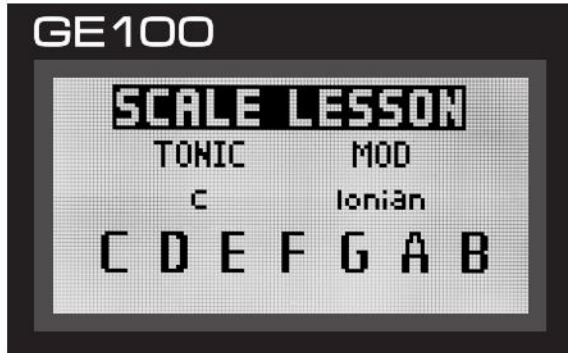 GE100
SCALE LESSON
TONIC MOD
C Ionian
C D E F G A B